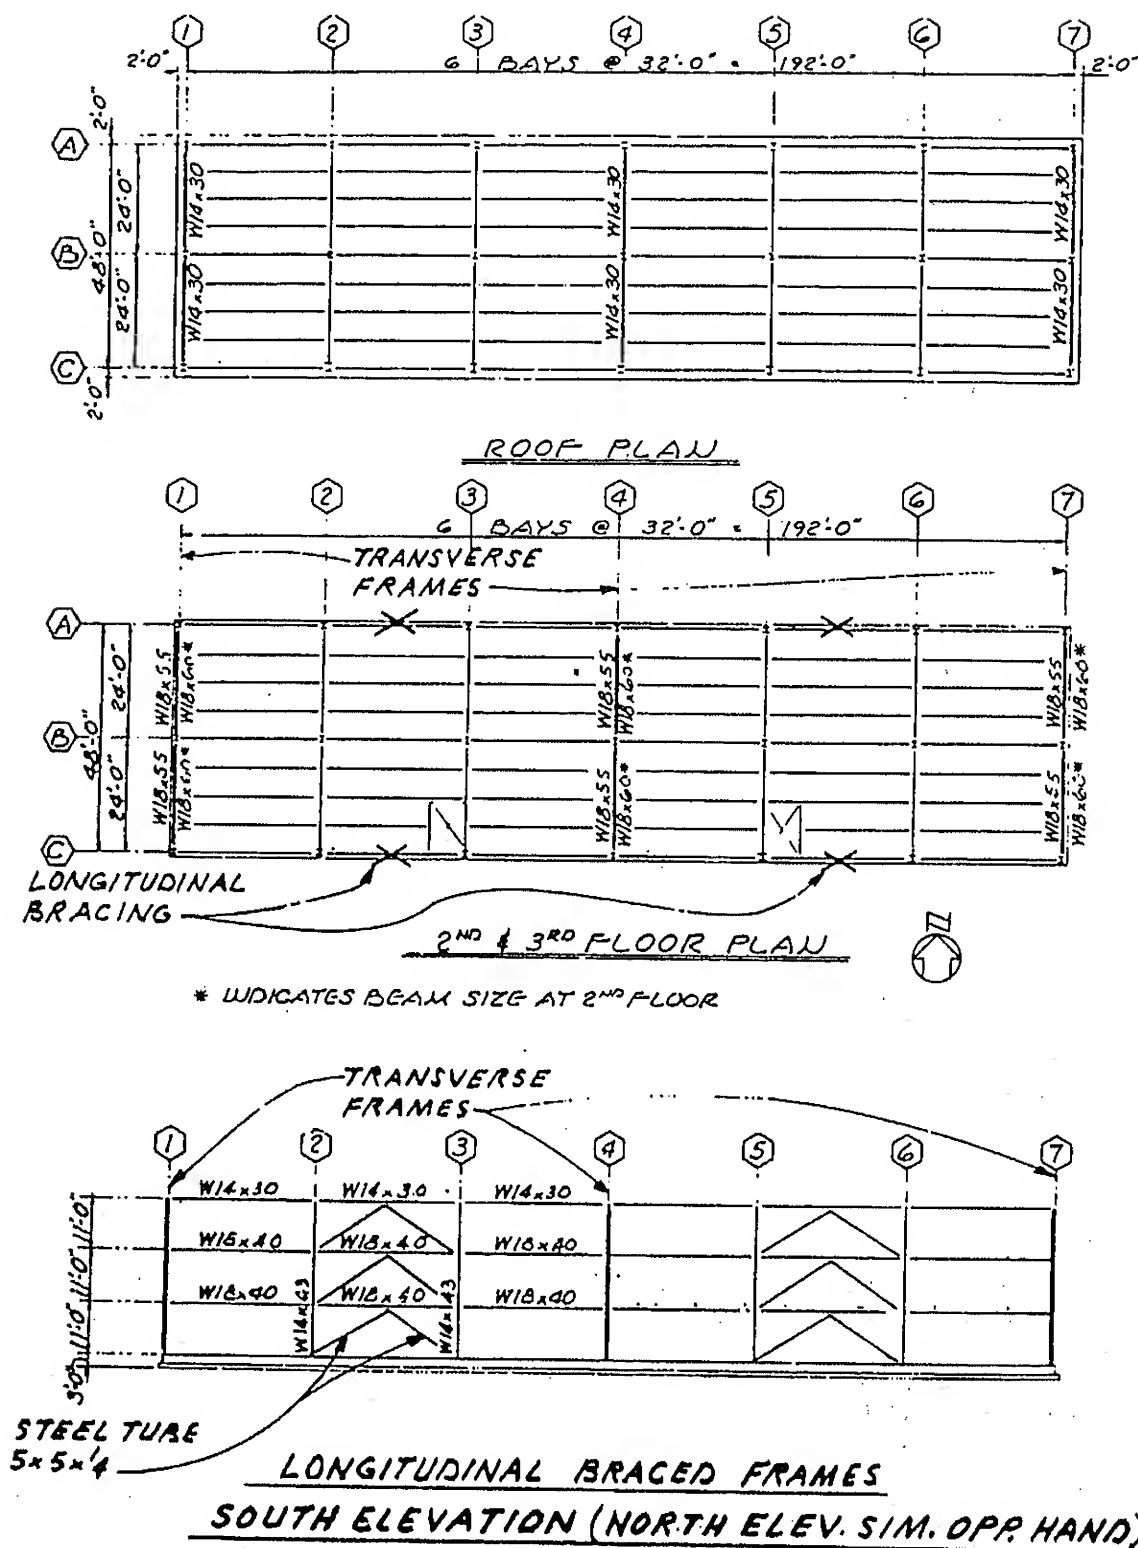 1 2 3 4 5 6 7
2'-0" 6 BAYS @ 32'-0" = 192'-0" 2'-0"
2'-0"
A
24'-0"
48'-0"
B
24'-0"
C
2'-0"
W14x30 W14x30 W14x30
W14x30 W14x30 W14x30
ROOF PLAN
1 2 3 4 5 6 7
6 BAYS @ 32'-0" = 192'-0"
TRANSVERSE
FRAMES
A
24'-0"
48'-0"
B
24'-0"
C
W18x55 W18x55 W18x55
W18x60* W18x60* W18x60*
W18x55 W18x55 W18x55
W18x60* W18x60* W18x60*
LONGITUDINAL
BRACING
2ND & 3RD FLOOR PLAN
N
* INDICATES BEAM SIZE AT 2ND FLOOR
TRANSVERSE
FRAMES
1 2 3 4 5 6 7
W14x30 W14x30 W14x30
W18x40 W18x40 W18x40
W18x40 W18x40 W18x40
W14x43 W14x43
11'-0"
11'-0"
11'-0"
3'-0"
STEEL TUBE
5x5x1/4
LONGITUDINAL BRACED FRAMES
SOUTH ELEVATION (NORTH ELEV. SIM. OPP. HAND)